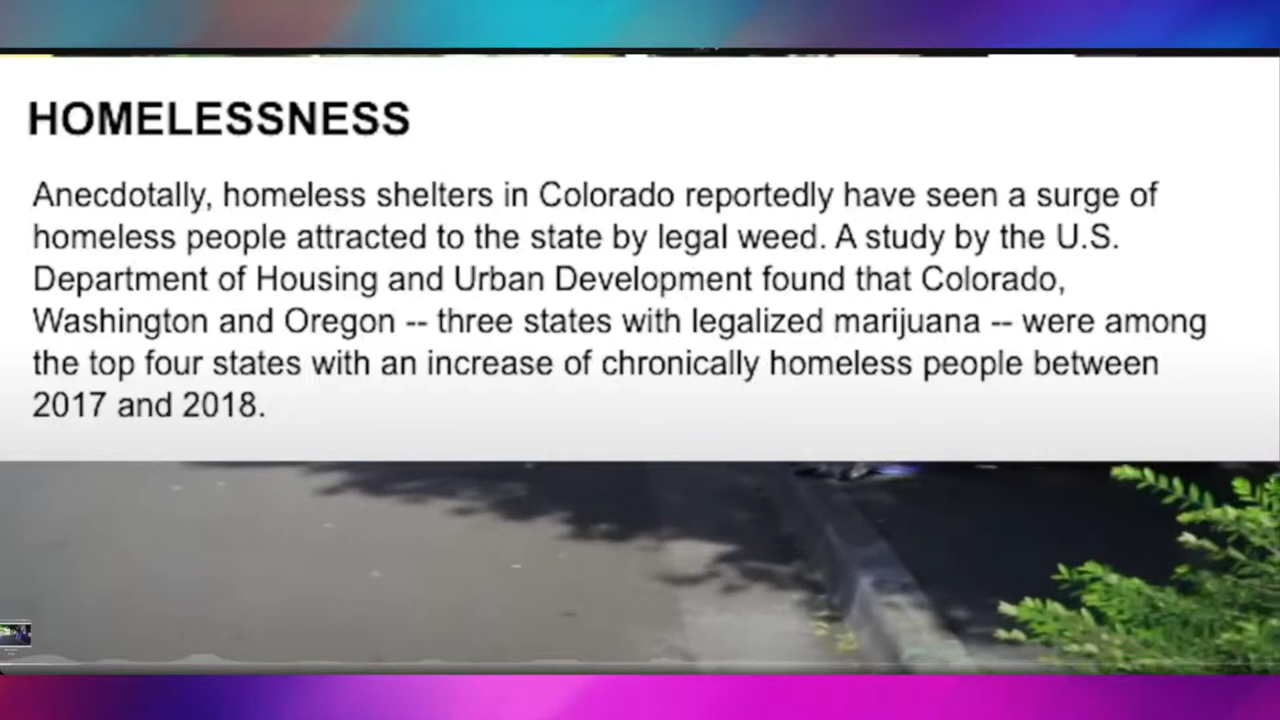 HOMELESSNESS
Anecdotally, homeless shelters in Colorado reportedly have seen a surge of
homeless people attracted to the state by legal weed. A study by the U.S.
Department of Housing and Urban Development found that Colorado,
Washington and Oregon -- three states with legalized marijuana -- were among
the top four states with an increase of chronically homeless people between
2017 and 2018.